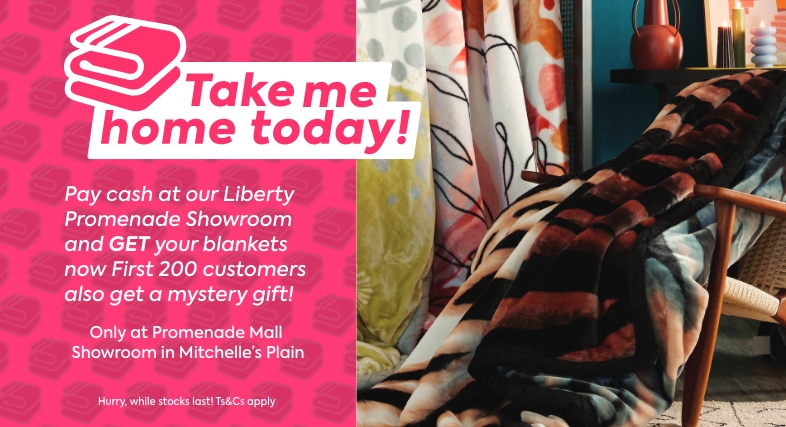 Take me
home today!
Pay cash at our Liberty
Promenade Showroom
and GET your blankets
now First 200 customers
also get a mystery gift!
Only at Promenade Mall
Showroom in Mitchelle's Plain
Hurry, while stocks last! Ts&Cs apply